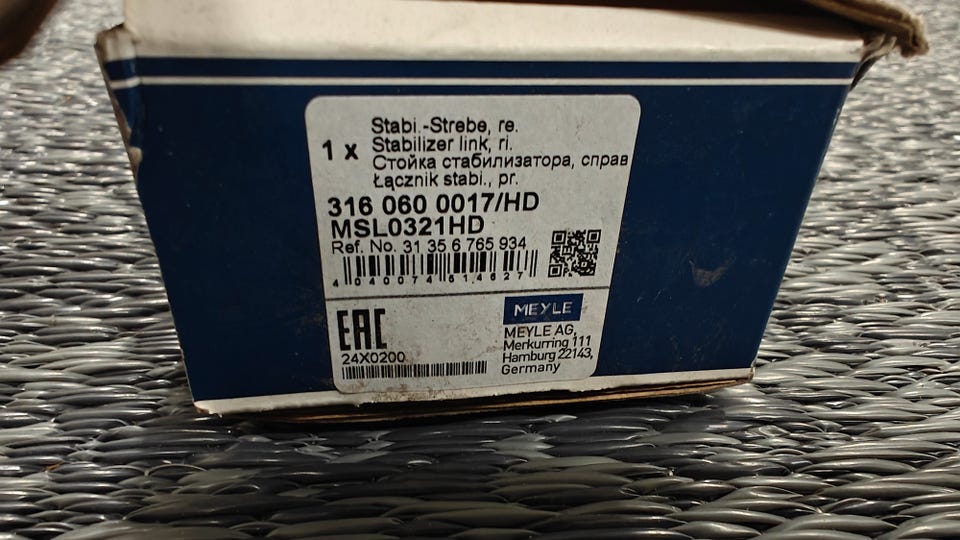 1 x
Stabi.-Strebe, re.
Stabilizer link, ri.
Стойка стабилизатора, справ
Łącznik stabi., pr.
316 060 0017/HD
MSL0321HD
Ref. No. 31 35 6 765 934
4 040074 514627
EAC
24X0200
MEYLE
MEYLE AG,
Merkurring 111
Hamburg 22143,
Germany